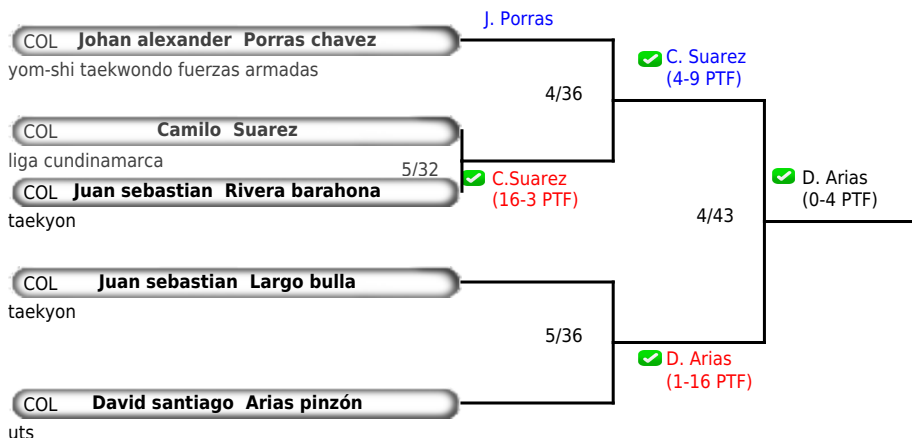 J. Porras
COL Johan alexander Porras chavez
yom-shi taekwondo fuerzas armadas
C. Suarez
(4-9 PTF)
4/36
COL Camilo Suarez
liga cundinamarca
5/32
C.Suarez
(16-3 PTF)
COL Juan sebastian Rivera barahona
taekyon
D. Arias
(0-4 PTF)
4/43
COL Juan sebastian Largo bulla
taekyon
5/36
D. Arias
(1-16 PTF)
COL David santiago Arias pinzón
uts